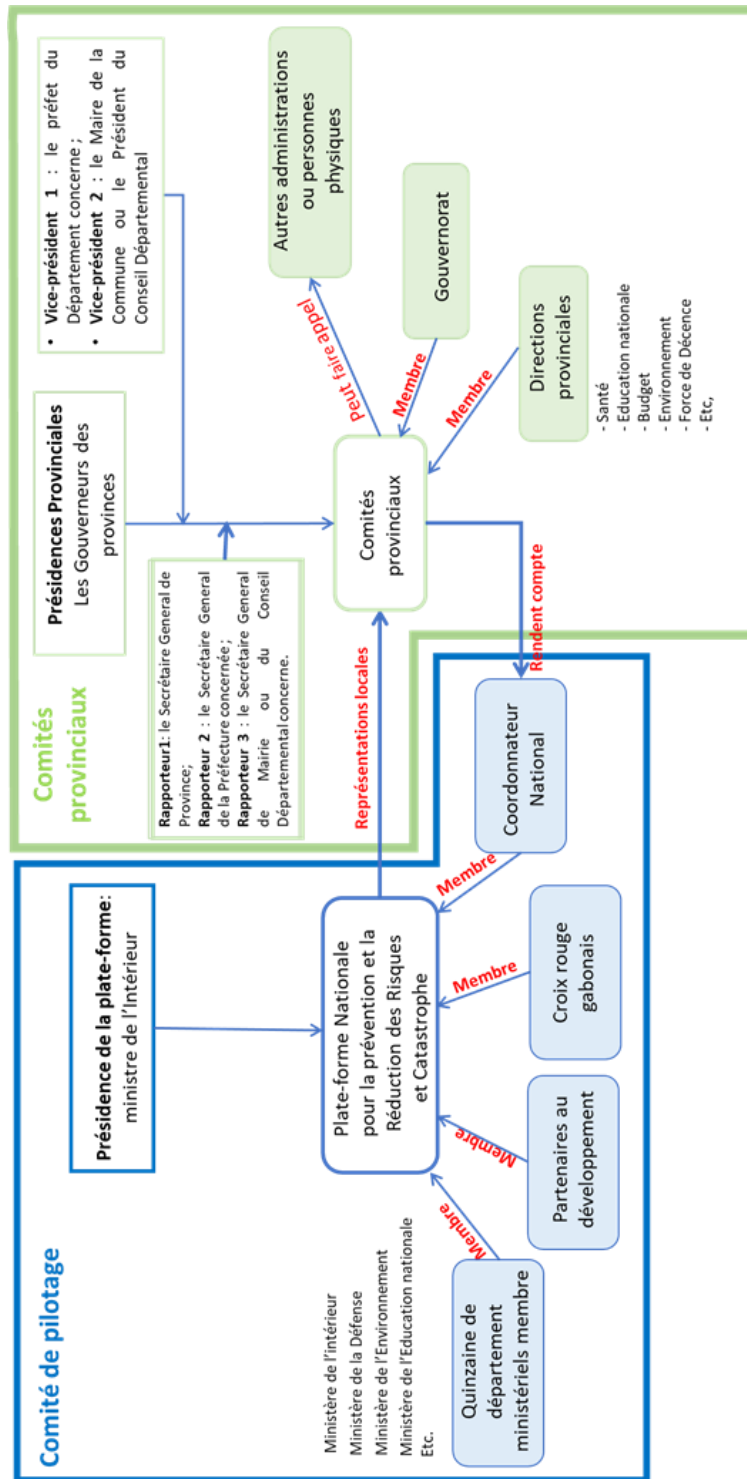 Comité de pilotage
Présidence de la plate-forme:
ministre de l'Intérieur
Plate-forme Nationale
pour la prévention et la
Réduction des Risques
et Catastrophe
Ministère de l'intérieur
Ministère de la Défense
Ministère de l'Environnement
Ministère de l'Education nationale
Etc.
Membre
Membre
Membre
Membre
Quinzaine de
département
ministériels membre
Partenaires au
développement
Croix rouge
gabonais
Coordonnateur
National
Représentations locales
Rendent compte
Comités
provinciaux
Présidences Provinciales
Les Gouverneurs des
provinces
• Vice-président 1 : le préfet du
Département concerne ;
• Vice-président 2 : le Maire de la
Commune ou le Président du
Conseil Départemental
Rapporteur1: le Secrétaire General de
Province;
Rapporteur 2 : le Secrétaire General
de la Préfecture concernée ;
Rapporteur 3 : le Secrétaire General
de Mairie ou du Conseil
Départemental concerne.
Comités
provinciaux
Peut faire appel
Membre
Membre
Autres administrations
ou personnes
physiques
Gouvernorat
Directions
provinciales
- Santé
- Education nationale
- Budget
- Environnement
- Force de Décence
- Etc,